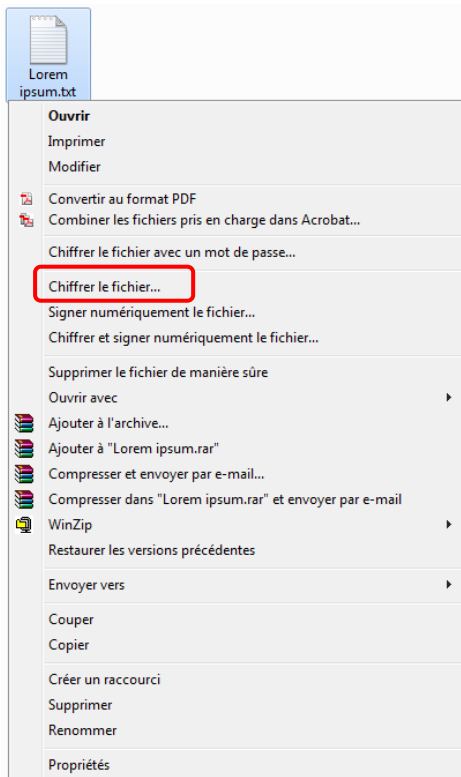 Lorem
ipsum.txt
Ouvrir
Imprimer
Modifier
Convertir au format PDF
Combiner les fichiers pris en charge dans Acrobat...
Chiffrer le fichier avec un mot de passe...
Chiffrer le fichier...
Signer numériquement le fichier...
Chiffrer et signer numériquement le fichier...
Supprimer le fichier de manière sûre
Ouvrir avec
Ajouter à l'archive...
Ajouter à "Lorem ipsum.rar"
Compresser et envoyer par e-mail...
Compresser dans "Lorem ipsum.rar" et envoyer par e-mail
WinZip
Restaurer les versions précédentes
Envoyer vers
Couper
Copier
Créer un raccourci
Supprimer
Renommer
Propriétés